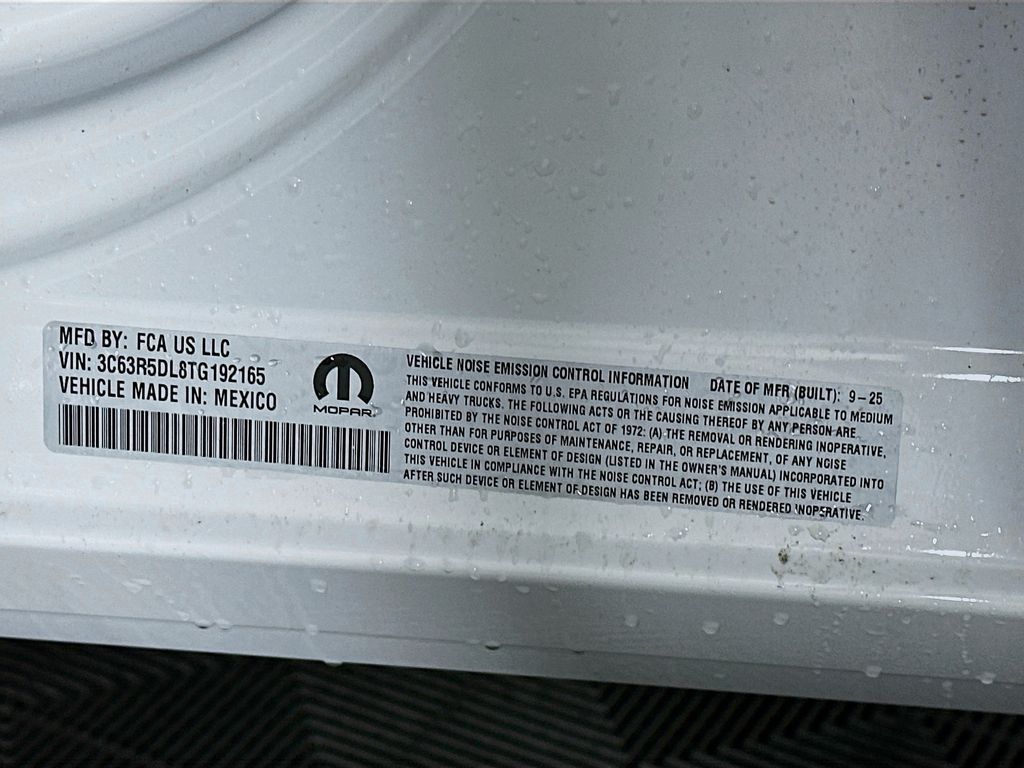 MFD BY: FCA US LLC
VIN: 3C63R5DL8TG192165
VEHICLE MADE IN: MEXICO
MOPAR
VEHICLE NOISE EMISSION CONTROL INFORMATION DATE OF MFR (BUILT): 9-25
THIS VEHICLE CONFORMS TO U.S. EPA REGULATIONS FOR NOISE EMISSION APPLICABLE TO MEDIUM
AND HEAVY TRUCKS. THE FOLLOWING ACTS OR THE CAUSING THEREOF BY ANY PERSON ARE
PROHIBITED BY THE NOISE CONTROL ACT OF 1972: (A) THE REMOVAL OR RENDERING INOPERATIVE,
OTHER THAN FOR PURPOSES OF MAINTENANCE, REPAIR, OR REPLACEMENT, OF ANY NOISE
CONTROL DEVICE OR ELEMENT OF DESIGN (LISTED IN THE OWNER'S MANUAL) INCORPORATED INTO
THIS VEHICLE IN COMPLIANCE WITH THE NOISE CONTROL ACT; (B) THE USE OF THIS VEHICLE
AFTER SUCH DEVICE OR ELEMENT OF DESIGN HAS BEEN REMOVED OR RENDERED INOPERATIVE.